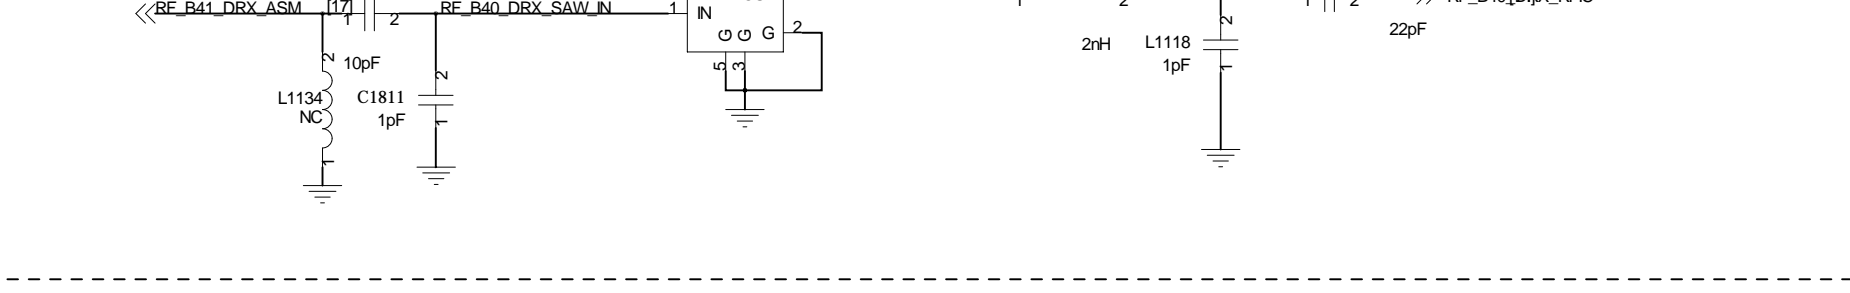 RF_B41_DRX_ASM
[17]
1
2
RF_B40_DRX_SAW_IN
1
IN
G
G
G
2
5
3
2
10pF
L1134
NC
1
2
C1811
1pF
1
1
2
2nH
2
L1118
1pF
1
1
2
22pF